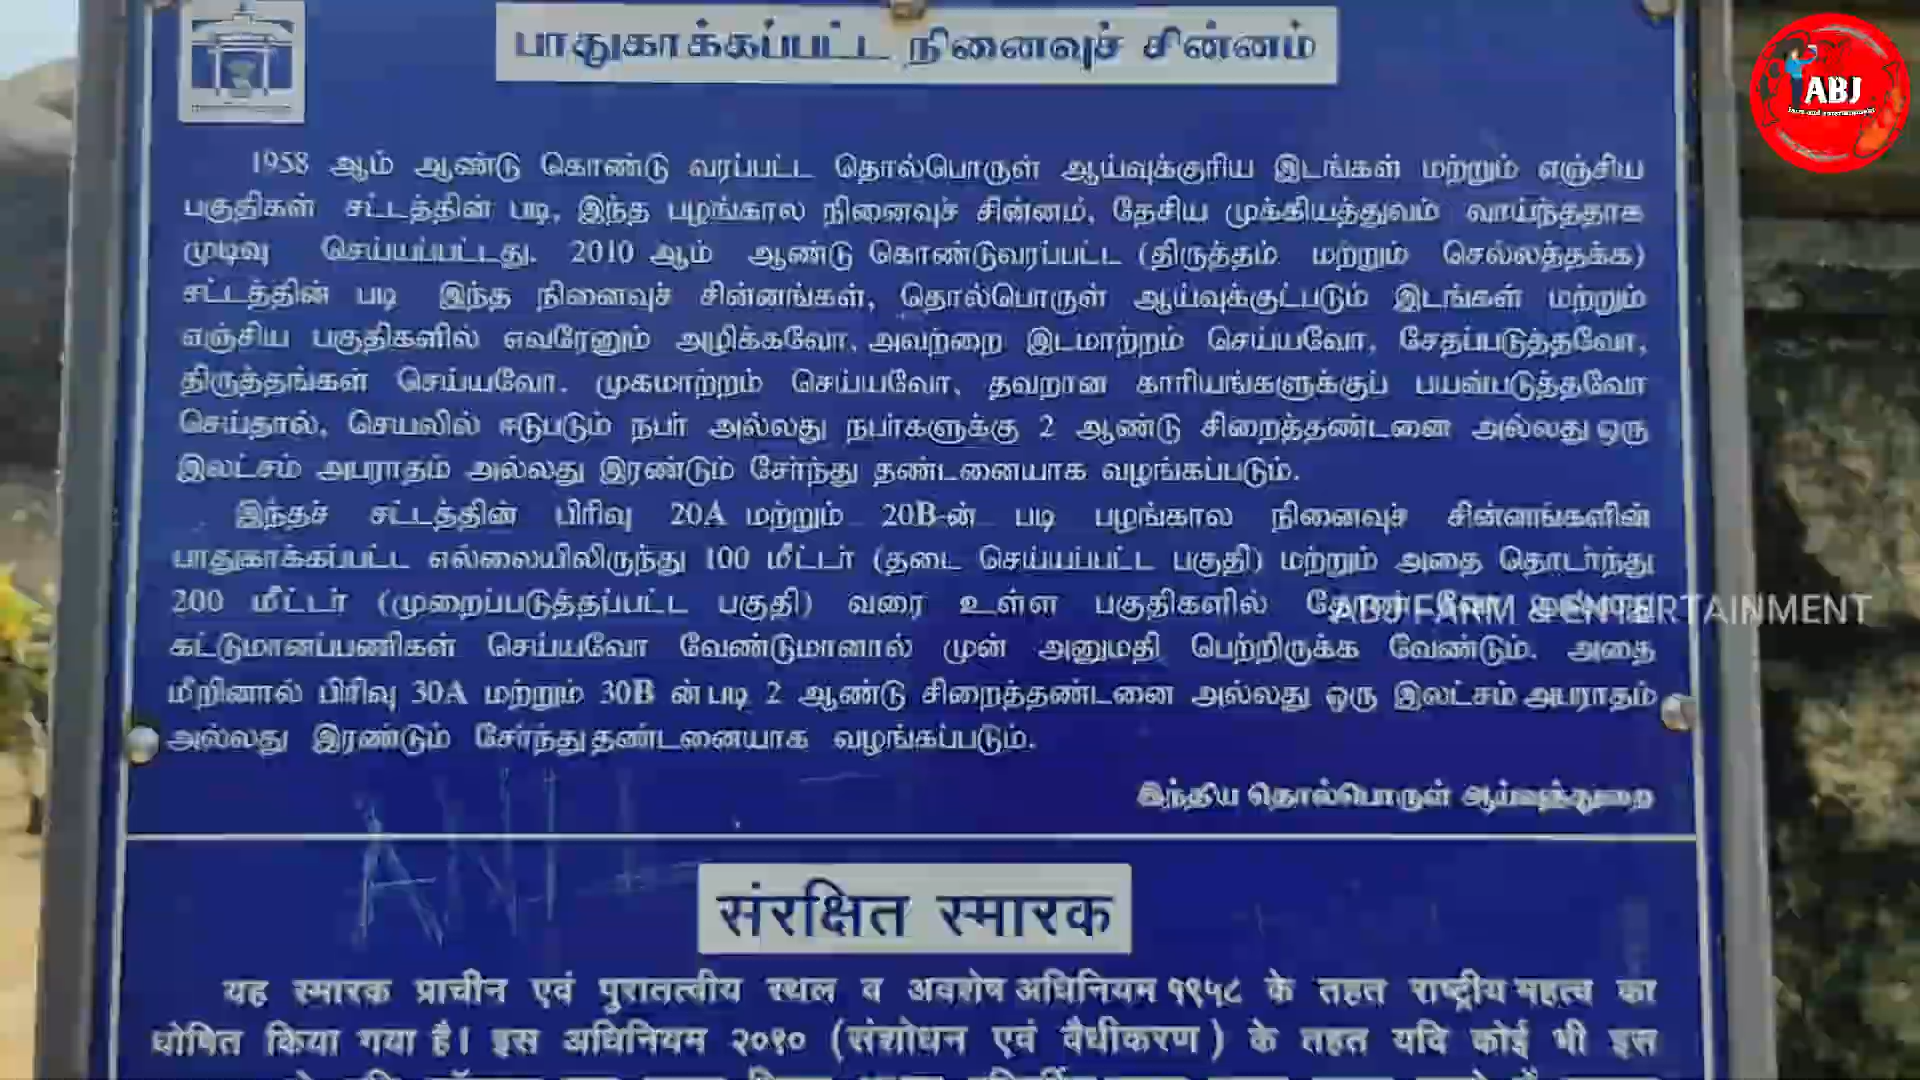 பாதுகாக்கப்பட்ட நினைவுச் சின்னம்
ABJ
1958 ஆம் ஆண்டு கொண்டு வரப்பட்ட தொல்பொருள் ஆய்வுக்குரிய இடங்கள் மற்றும் எஞ்சிய
பகுதிகள் சட்டத்தின் படி, இந்த பழங்கால நினைவுச் சின்னம், தேசிய முக்கியத்துவம் வாய்ந்ததாக
முடிவு செய்யப்பட்டது. 2010 ஆம் ஆண்டு கொண்டுவரப்பட்ட (திருத்தம் மற்றும் செல்லத்தக்க)
சட்டத்தின் படி இந்த நினைவுச் சின்னங்கள், தொல்பொருள் ஆய்வுக்குட்படும் இடங்கள் மற்றும்
எஞ்சிய பகுதிகளில் எவரேனும் அழிக்கவோ, அவற்றை இடமாற்றம் செய்யவோ, சேதப்படுத்தவோ,
திருத்தங்கள் செய்யவோ, முகமாற்றம் செய்யவோ, தவறான காரியங்களுக்குப் பயன்படுத்தவோ
செய்தால், செயலில் ஈடுபடும் நபர் அல்லது நபர்களுக்கு 2 ஆண்டு சிறைத்தண்டனை அல்லது ஒரு
இலட்சம் அபராதம் அல்லது இரண்டும் சேர்ந்து தண்டனையாக வழங்கப்படும்.
இந்தச் சட்டத்தின் பிரிவு 20A மற்றும் 20B-ன் படி பழங்கால நினைவுச் சின்னங்களின்
பாதுகாக்கப்பட்ட எல்லையிலிருந்து 100 மீட்டர் (தடை செய்யப்பட்ட பகுதி) மற்றும் அதை தொடர்ந்து
200 மீட்டர் (முறைப்படுத்தப்பட்ட பகுதி) வரை உள்ள பகுதிகளில்
ABJ FARM & ENTERTAINMENT
கட்டுமானப்பணிகள் செய்யவோ வேண்டுமானால் முன் அனுமதி பெற்றிருக்க வேண்டும். அதை
மீறினால் பிரிவு 30A மற்றும் 30B ன் படி 2 ஆண்டு சிறைத்தண்டனை அல்லது ஒரு இலட்சம் அபராதம்
அல்லது இரண்டும் சேர்ந்து தண்டனையாக வழங்கப்படும்.
இந்திய தொல்பொருள் ஆய்வுத்துறை
संरक्षित स्मारक
यह स्मारक प्राचीन एवं पुरातत्वीय स्थल व अवशेष अधिनियम १९५८ के तहत राष्ट्रीय महत्व का
घोषित किया गया है। इस अधिनियम २०१० (संशोधन एवं वैधीकरण) के तहत यदि कोई भी इस